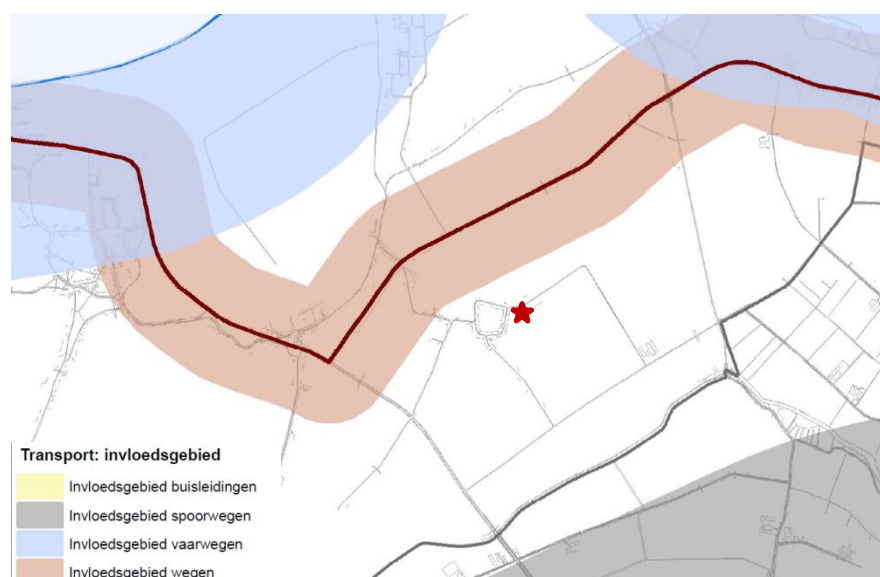 Transport: invloedsgebied
Invloedsgebied buisleidingen
Invloedsgebied spoorwegen
Invloedsgebied vaarwegen
Invloedsgebied wegen